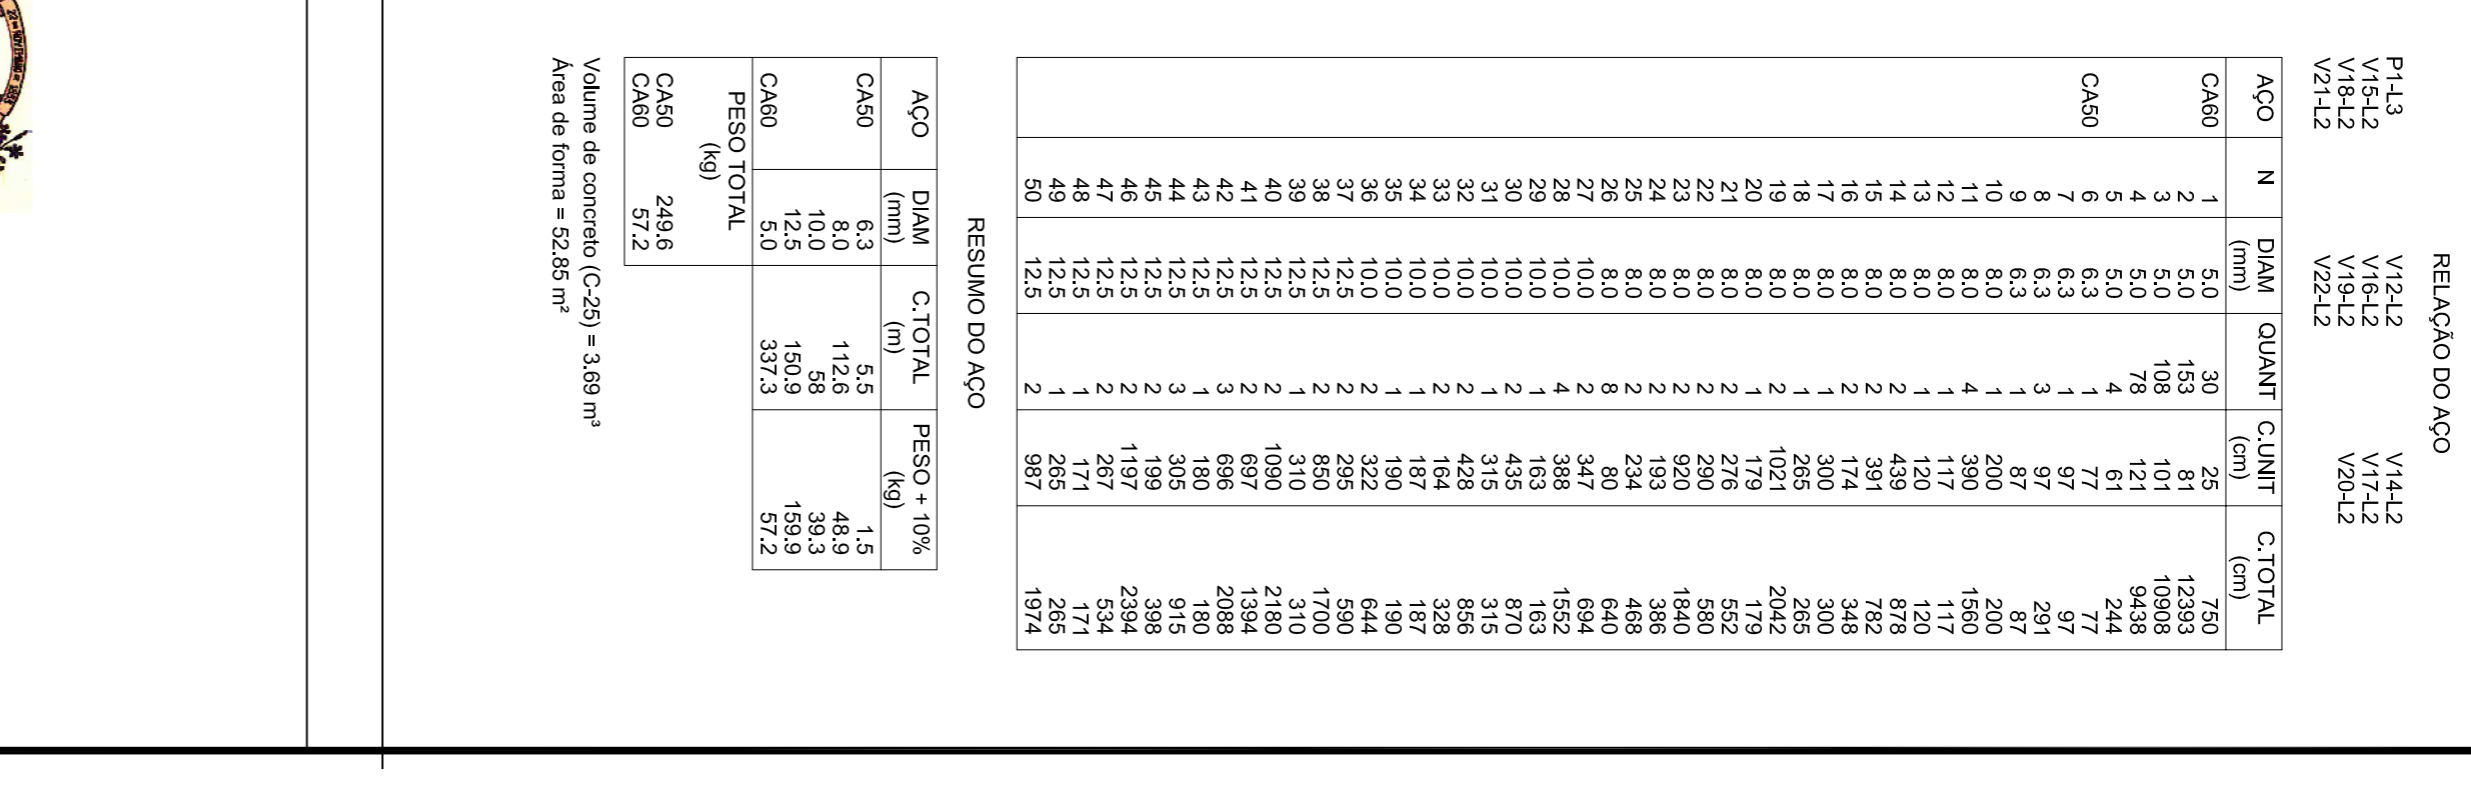 RELAÇÃO DO AÇO
P1-L3 V12-L2 V14-L2
V15-L2 V16-L2 V17-L2
V18-L2 V19-L2 V20-L2
V21-L2 V22-L2
AÇO N DIAM QUANT C.UNIT C.TOTAL
(mm) (cm) (cm)
CA60 1 5.0 30 25 750
2 5.0 153 81 12393
3 5.0 108 101 10908
4 5.0 78 121 9438
5 5.0 4 61 244
CA50 6 6.3 1 77 77
7 6.3 1 97 97
8 6.3 3 97 291
9 6.3 1 87 87
10 8.0 1 200 200
11 8.0 4 390 1560
12 8.0 1 117 117
13 8.0 1 120 120
14 8.0 2 439 878
15 8.0 2 391 782
16 8.0 2 174 348
17 8.0 1 300 300
18 8.0 1 265 265
19 8.0 2 1021 2042
20 8.0 1 179 179
21 8.0 2 276 552
22 8.0 2 290 580
23 8.0 2 920 1840
24 8.0 2 193 386
25 8.0 2 234 468
26 8.0 8 80 640
27 10.0 2 347 694
28 10.0 4 388 1552
29 10.0 1 163 163
30 10.0 2 435 870
31 10.0 1 315 315
32 10.0 2 428 856
33 10.0 2 164 328
34 10.0 1 187 187
35 10.0 1 190 190
36 10.0 2 322 644
37 12.5 2 295 590
38 12.5 2 850 1700
39 12.5 1 310 310
40 12.5 2 1090 2180
41 12.5 2 697 1394
42 12.5 3 696 2088
43 12.5 1 180 180
44 12.5 3 305 915
45 12.5 2 199 398
46 12.5 2 1197 2394
47 12.5 2 267 534
48 12.5 1 171 171
49 12.5 1 265 265
50 12.5 2 987 1974
RESUMO DO AÇO
AÇO DIAM C.TOTAL PESO + 10%
(mm) (m) (kg)
CA50 6.3 5.5 1.5
8.0 112.6 48.9
10.0 58 39.3
12.5 150.9 159.9
CA60 5.0 337.3 57.2
PESO TOTAL
(kg)
CA50 249.6
CA60 57.2
Volume de concreto (C-25) = 3.69 m³
Área de forma = 52.85 m²